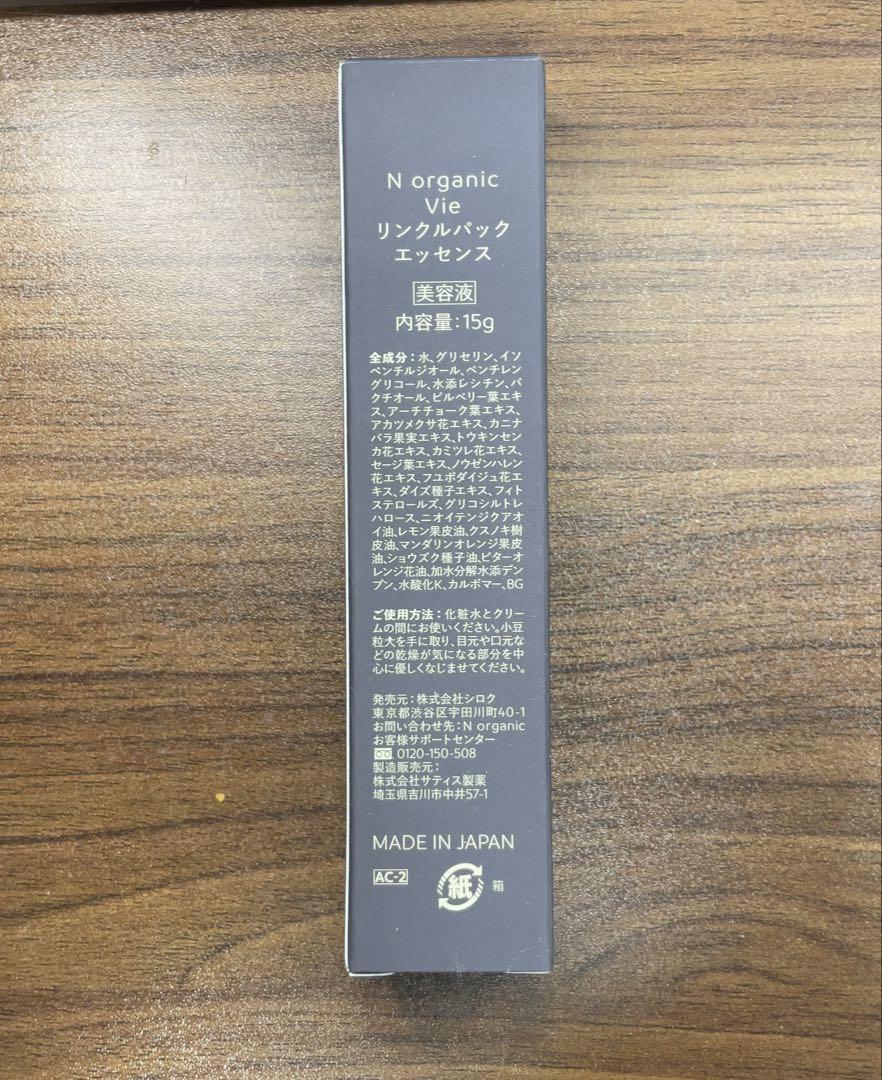 N organic
Vie
リンクルパック
エッセンス
美容液
内容量：15g
全成分：水、グリセリン、イソ
ペンチルジオール、ペンチレン
グリコール、水添レシチン、バ
クチオール、ビルベリー葉エキ
ス、アーチチョーク葉エキス、
アカツメクサ花エキス、カニナ
バラ果実エキス、トウキンセン
カ花エキス、カミツレ花エキス、
セージ葉エキス、ノウゼンハレン
花エキス、フユボダイジュ花エ
キス、ダイズ種子エキス、フィト
ステロールズ、グリコシルトレ
ハロース、ニオイテンジクアオ
イ油、レモン果皮油、クスノキ樹
皮油、マンダリンオレンジ果皮
油、ショウズク種子油、ビターオ
レンジ花油、加水分解水添デン
プン、水酸化K、カルボマー、BG
ご使用方法：化粧水とクリー
ムの間にお使いください。小豆
粒大を手に取り、目元や口元な
どの乾燥が気になる部分を中
心に優しくなじませてください。
発売元：株式会社シロク
東京都渋谷区宇田川町40-1
お問い合わせ先：N organic
お客様サポートセンター
0120-150-508
製造販売元：
株式会社サティス製薬
埼玉県吉川市中井57-1
MADE IN JAPAN
AC-2
紙 箱